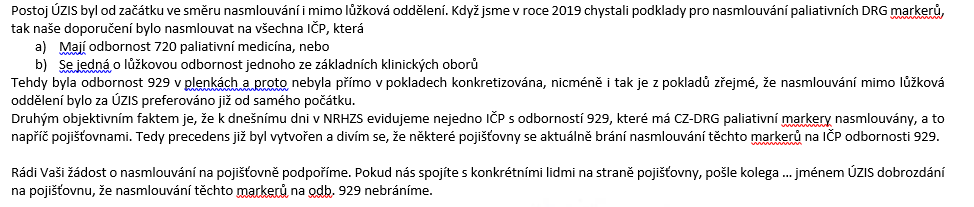 Postoj ÚZIS byl od začátku ve směru nasmlouvání i mimo lůžková oddělení. Když jsme v roce 2019 chystali podklady pro nasmlouvání paliativních DRG markerů,
tak naše doporučení bylo nasmlouvat na všechna IČP, která
a) Mají odbornost 720 paliativní medicína, nebo
b) Se jedná o lůžkovou odbornost jednoho ze základních klinických oborů
Tehdy byla odbornost 929 v plenkách a proto nebyla přímo v pokladech konkretizována, nicméně i tak je z pokladů zřejmé, že nasmlouvání mimo lůžková
oddělení bylo za ÚZIS preferováno již od samého počátku.
Druhým objektivním faktem je, že k dnešnímu dni v NRHZS evidujeme nejedno IČP s odborností 929, které má CZ-DRG paliativní markery nasmlouvány, a to
napříč pojišťovnami. Tedy precedens již byl vytvořen a divím se, že některé pojišťovny se aktuálně brání nasmlouvání těchto markerů na IČP odbornosti 929.
Rádi Vaši žádost o nasmlouvání na pojišťovně podpoříme. Pokud nás spojíte s konkrétními lidmi na straně pojišťovny, pošle kolega ... jménem ÚZIS dobrozdání
na pojišťovnu, že nasmlouvání těchto markerů na odb. 929 nebráníme.